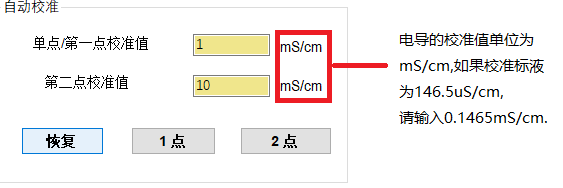 自动校准
单点/第一点校准值 1 mS/cm
第二点校准值 10 mS/cm
恢复 1 点 2 点
电导的校准值单位为
mS/cm,如果校准标液
为146.5uS/cm,
请输入0.1465mS/cm.